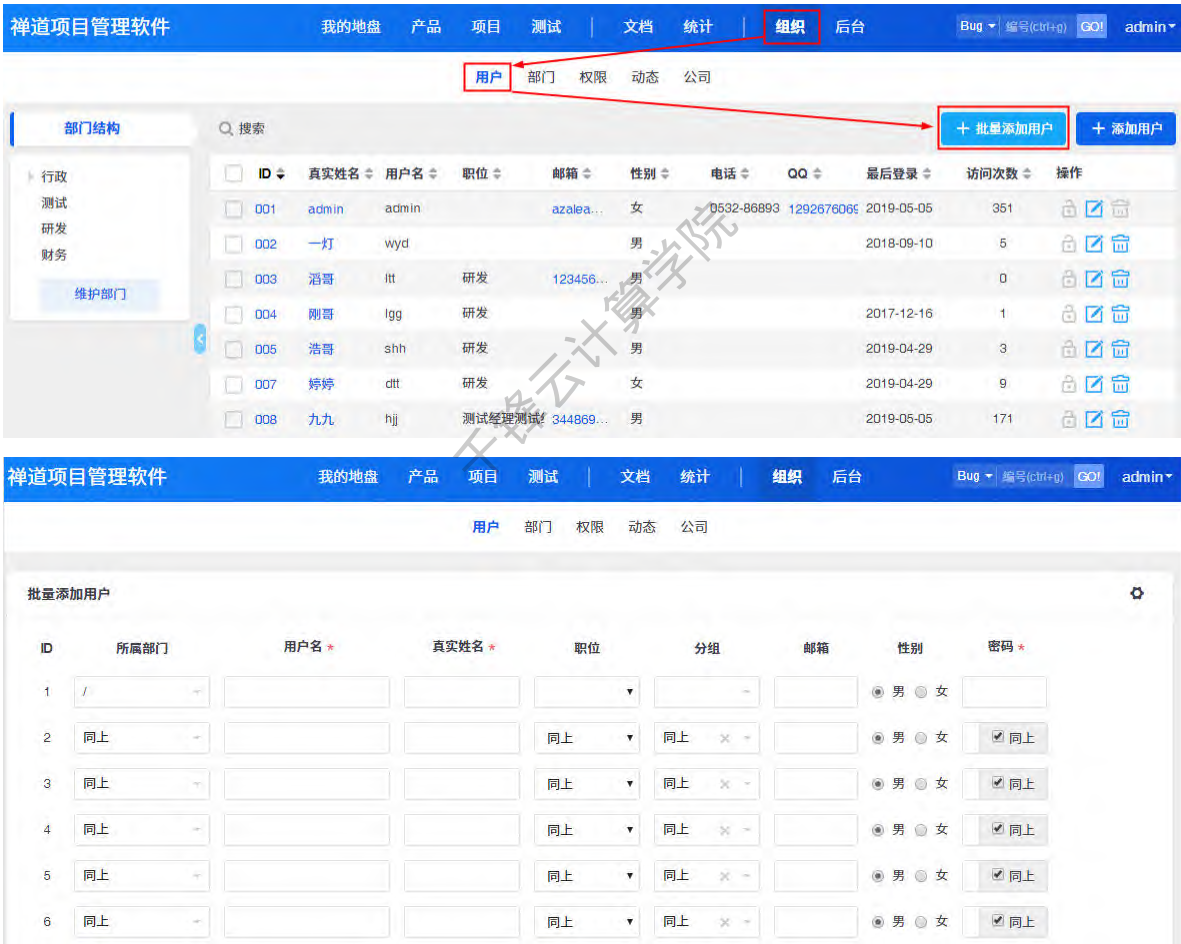 禅道项目管理软件 我的地盘 产品 项目 测试 文档 统计 组织 后台 Bug 编号(ctrl+g) GO! admin
用户 部门 权限 动态 公司
部门结构 搜索 + 批量添加用户 + 添加用户
行政
测试
研发
财务
维护部门
ID 真实姓名 用户名 职位 邮箱 性别 电话 QQ 最后登录 访问次数 操作
001 admin admin azalea... 女 0532-86893 1292676069 2019-05-05 351
002 一灯 wyd 男 2018-09-10 5
003 滔哥 ltt 研发 123456... 男 0
004 刚哥 lgg 研发 男 2017-12-16 1
005 浩哥 shh 研发 男 2019-04-29 3
007 婷婷 dtt 研发 女 2019-04-29 9
008 九九 hjj 测试经理测试 344869... 男 2019-05-05 171
千锋云计算学院
禅道项目管理软件 我的地盘 产品 项目 测试 文档 统计 组织 后台 Bug 编号(ctrl+g) GO! admin
用户 部门 权限 动态 公司
批量添加用户
ID 所属部门 用户名 * 真实姓名 * 职位 分组 邮箱 性别 密码 *
1 / 男 女
2 同上 同上 同上 男 女 同上
3 同上 同上 同上 男 女 同上
4 同上 同上 同上 男 女 同上
5 同上 同上 同上 男 女 同上
6 同上 同上 同上 男 女 同上